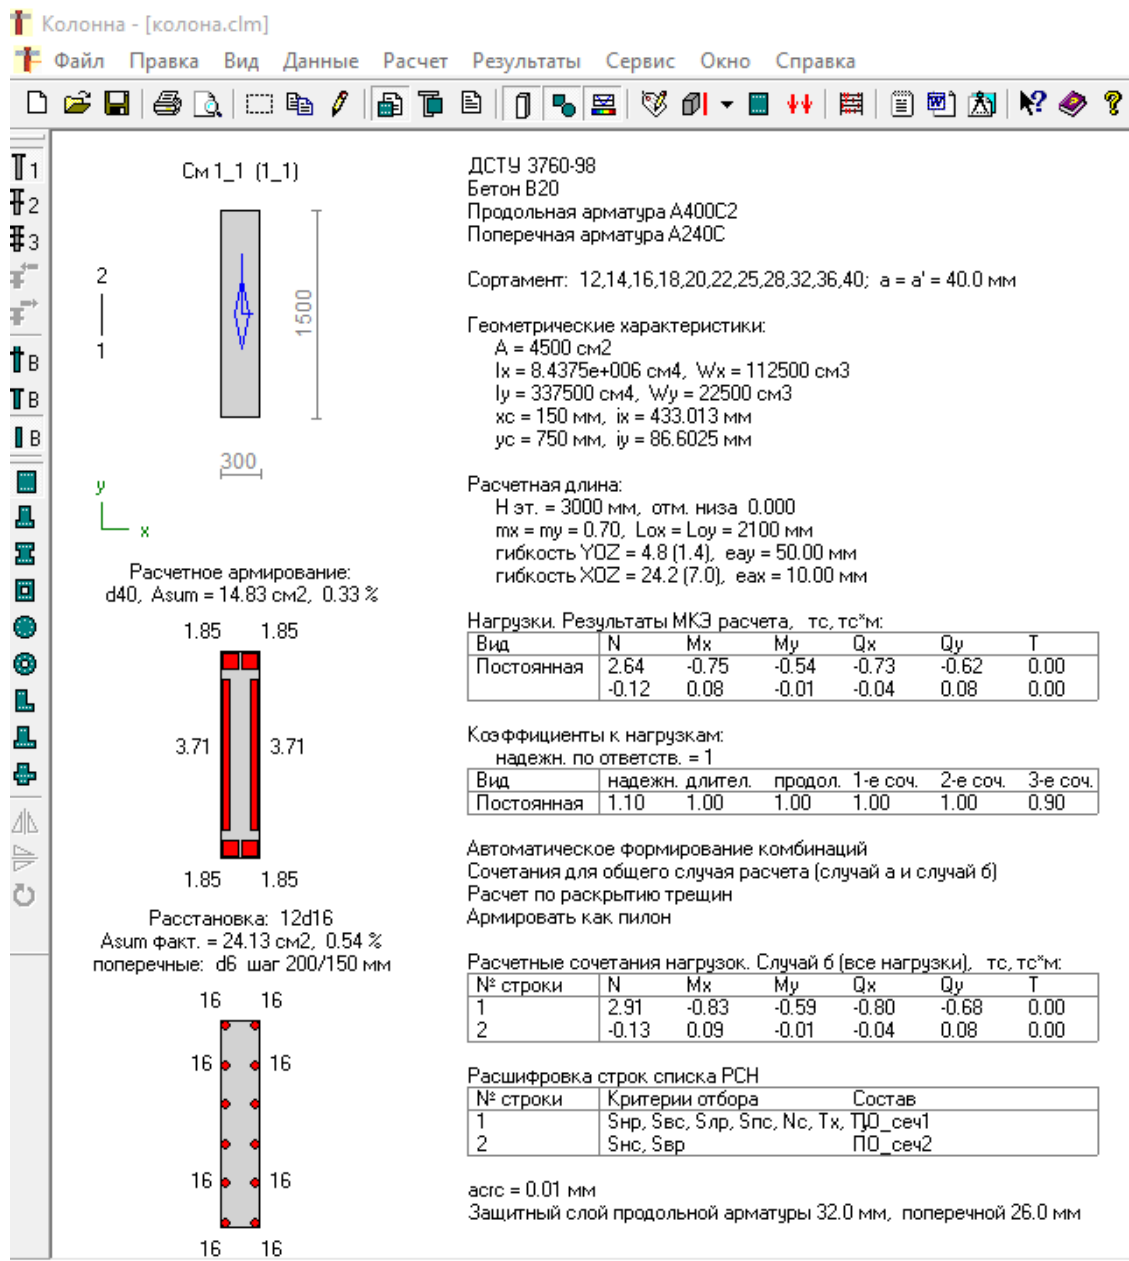 Колонна - [колона.clm]
Файл Правка Вид Данные Расчет Результаты Сервис Окно Справка
1
2
3
B
B
B
См 1_1 (1_1)
2
1
1500
300
y
x
Расчетное армирование:
d40, Asum = 14.83 см2, 0.33 %
1.85 1.85
3.71 3.71
1.85 1.85
Расстановка: 12d16
Asum факт. = 24.13 см2, 0.54 %
поперечные: d6 шаг 200/150 мм
16 16
16 16
16 16
16 16
ДСТУ 3760-98
Бетон B20
Продольная арматура A400C2
Поперечная арматура A240C
Сортамент: 12,14,16,18,20,22,25,28,32,36,40; a = a' = 40.0 мм
Геометрические характеристики:
A = 4500 см2
Ix = 8.4375e+006 см4, Wx = 112500 см3
Iy = 337500 см4, Wy = 22500 см3
xc = 150 мм, ix = 433.013 мм
yc = 750 мм, iy = 86.6025 мм
Расчетная длина:
H эт. = 3000 мм, отм. низа 0.000
mx = my = 0.70, Lox = Loy = 2100 мм
гибкость YOZ = 4.8 (1.4), eay = 50.00 мм
гибкость XOZ = 24.2 (7.0), eax = 10.00 мм
Нагрузки. Результаты МКЭ расчета, тс, тс*м:
Вид N Mx My Qx Qy T
Постоянная 2.64 -0.75 -0.54 -0.73 -0.62 0.00
-0.12 0.08 -0.01 -0.04 0.08 0.00
Коэффициенты к нагрузкам:
надежн. по ответств. = 1
Вид надежн. длител. продол. 1-е соч. 2-е соч. 3-е соч.
Постоянная 1.10 1.00 1.00 1.00 1.00 0.90
Автоматическое формирование комбинаций
Сочетания для общего случая расчета (случай а и случай б)
Расчет по раскрытию трещин
Армировать как пилон
Расчетные сочетания нагрузок. Случай б (все нагрузки), тс, тс*м:
№ строки N Mx My Qx Qy T
1 2.91 -0.83 -0.59 -0.80 -0.68 0.00
2 -0.13 0.09 -0.01 -0.04 0.08 0.00
Расшифровка строк списка РСН
№ строки Критерии отбора Состав
1 Sнр, Sвс, Sлр, Sпс, Nc, Tx, ПО_сеч1
2 Sнс, Sвр ПО_сеч2
acrc = 0.01 мм
Защитный слой продольной арматуры 32.0 мм, поперечной 26.0 мм